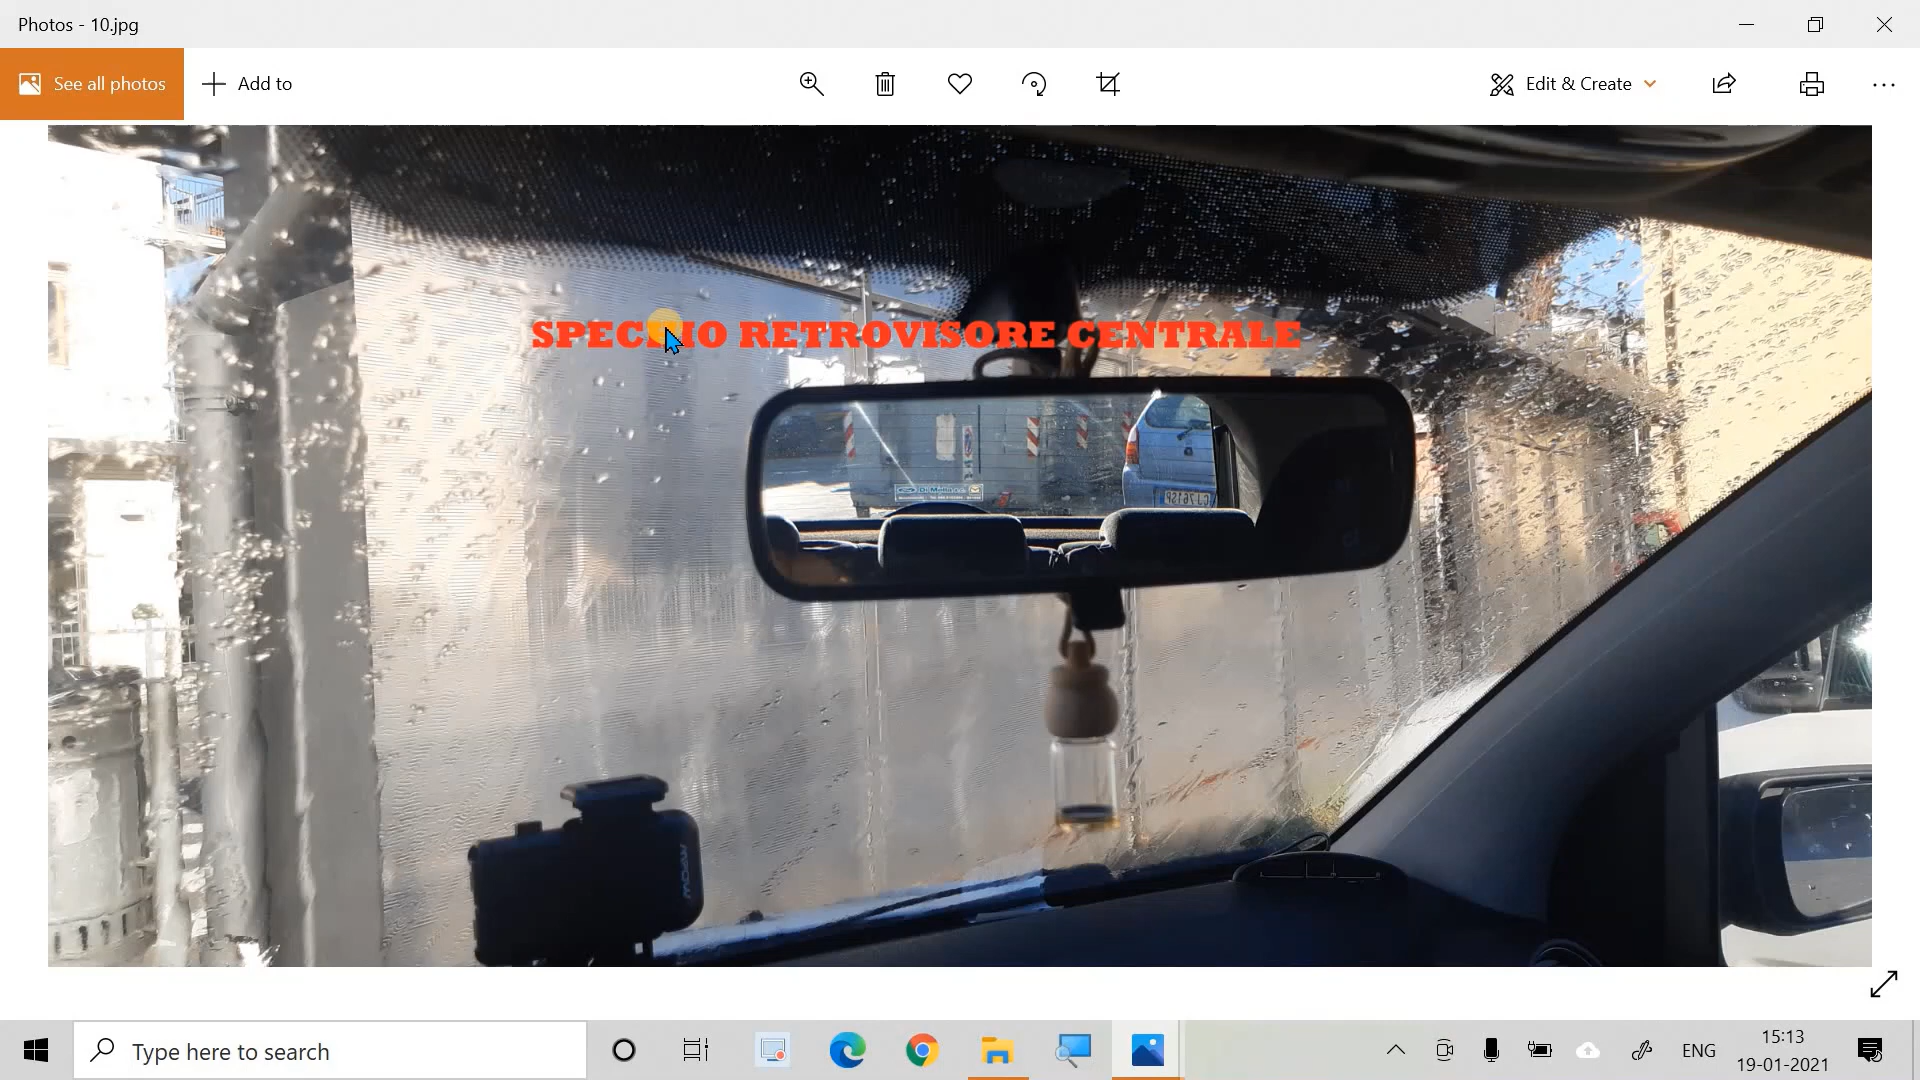 Photos - 10.jpg
See all photos
Add to
Edit & Create
SPECCHIO RETROVISORE CENTRALE
Type here to search
ENG
15:13
19-01-2021